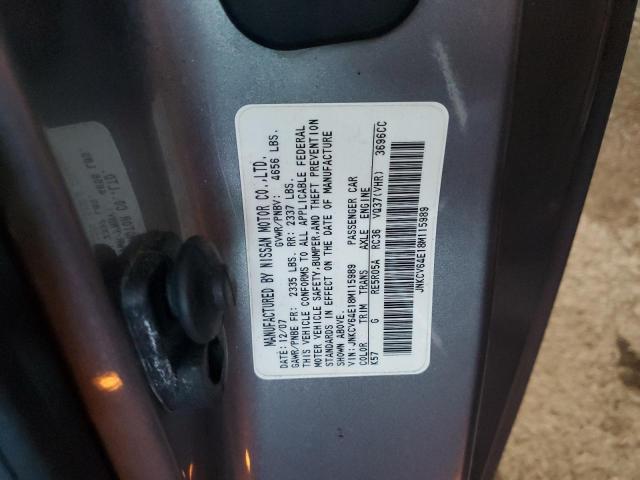 MANUFACTURED BY NISSAN MOTOR CO.,LTD.
DATE: 12/07 GVWR/PNBV: 4656 LBS.
GAWR/PNBE FR: 2335 LBS. RR: 2337 LBS.
THIS VEHICLE CONFORMS TO ALL APPLICABLE FEDERAL
MOTOR VEHICLE SAFETY,BUMPER,AND THEFT PREVENTION
STANDARDS IN EFFECT ON THE DATE OF MANUFACTURE
SHOWN ABOVE.
VIN: JNKCV64E18M115989 PASSENGER CAR
COLOR TRIM TRANS AXLE ENGINE
K57 G RE5R05A RC36 VQ37(VHR) 3696CC
JNKCV64E18M115989